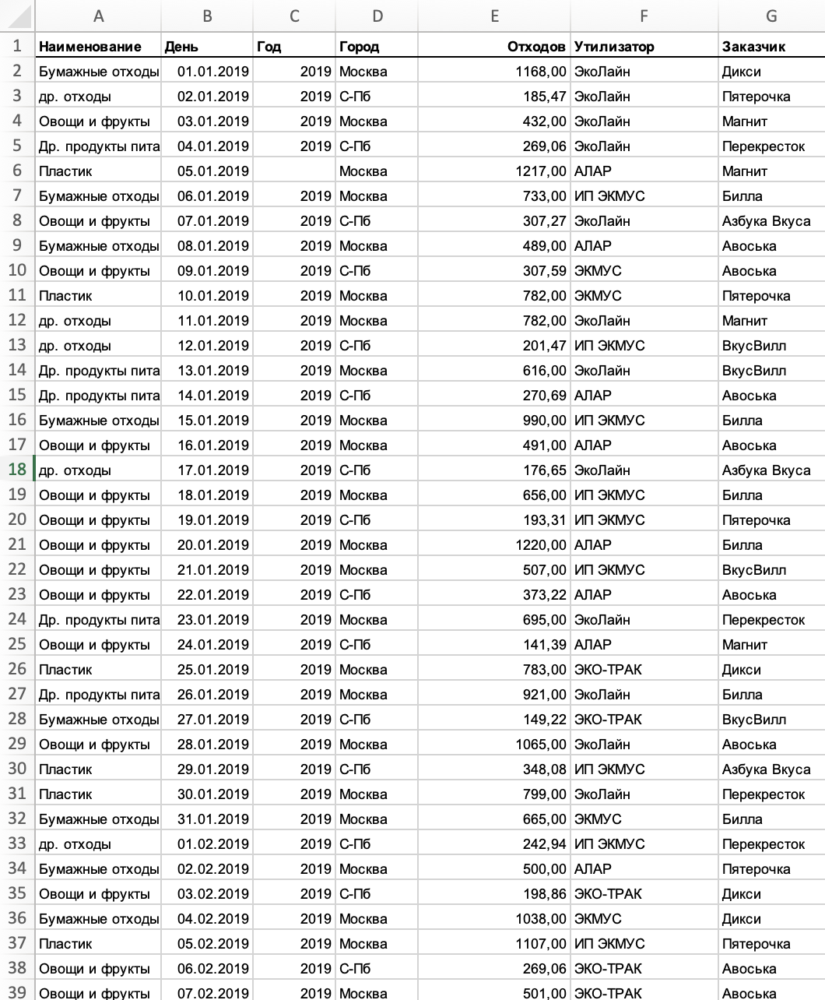 A B C D E F G
1 Наименование День Год Город Отходов Утилизатор Заказчик
2 Бумажные отходы 01.01.2019 2019 Москва 1168,00 ЭкоЛайн Дикси
3 др. отходы 02.01.2019 2019 С-Пб 185,47 ЭкоЛайн Пятерочка
4 Овощи и фрукты 03.01.2019 2019 Москва 432,00 ЭкоЛайн Магнит
5 Др. продукты пита 04.01.2019 2019 С-Пб 269,06 ЭкоЛайн Перекресток
6 Пластик 05.01.2019 Москва 1217,00 АЛАР Магнит
7 Бумажные отходы 06.01.2019 2019 Москва 733,00 ИП ЭКМУС Билла
8 Овощи и фрукты 07.01.2019 2019 С-Пб 307,27 ЭкоЛайн Азбука Вкуса
9 Бумажные отходы 08.01.2019 2019 Москва 489,00 АЛАР Авоська
10 Овощи и фрукты 09.01.2019 2019 С-Пб 307,59 ЭКМУС Авоська
11 Пластик 10.01.2019 2019 Москва 782,00 ЭКМУС Пятерочка
12 др. отходы 11.01.2019 2019 Москва 782,00 ЭкоЛайн Магнит
13 др. отходы 12.01.2019 2019 С-Пб 201,47 ИП ЭКМУС ВкусВилл
14 Др. продукты пита 13.01.2019 2019 Москва 616,00 ЭкоЛайн ВкусВилл
15 Др. продукты пита 14.01.2019 2019 С-Пб 270,69 АЛАР Авоська
16 Бумажные отходы 15.01.2019 2019 Москва 990,00 ИП ЭКМУС Билла
17 Овощи и фрукты 16.01.2019 2019 Москва 491,00 АЛАР Авоська
18 др. отходы 17.01.2019 2019 С-Пб 176,65 ЭкоЛайн Азбука Вкуса
19 Овощи и фрукты 18.01.2019 2019 Москва 656,00 ИП ЭКМУС Билла
20 Овощи и фрукты 19.01.2019 2019 С-Пб 193,31 ИП ЭКМУС Пятерочка
21 Овощи и фрукты 20.01.2019 2019 Москва 1220,00 АЛАР Билла
22 Овощи и фрукты 21.01.2019 2019 Москва 507,00 ИП ЭКМУС ВкусВилл
23 Овощи и фрукты 22.01.2019 2019 С-Пб 373,22 АЛАР Авоська
24 Др. продукты пита 23.01.2019 2019 Москва 695,00 ЭкоЛайн Перекресток
25 Овощи и фрукты 24.01.2019 2019 С-Пб 141,39 АЛАР Магнит
26 Пластик 25.01.2019 2019 Москва 783,00 ЭКО-ТРАК Дикси
27 Др. продукты пита 26.01.2019 2019 Москва 921,00 ЭкоЛайн Билла
28 Бумажные отходы 27.01.2019 2019 С-Пб 149,22 ЭКО-ТРАК ВкусВилл
29 Овощи и фрукты 28.01.2019 2019 Москва 1065,00 ЭкоЛайн Авоська
30 Пластик 29.01.2019 2019 С-Пб 348,08 ИП ЭКМУС Азбука Вкуса
31 Пластик 30.01.2019 2019 Москва 799,00 ЭкоЛайн Перекресток
32 Бумажные отходы 31.01.2019 2019 Москва 665,00 ЭКМУС Билла
33 др. отходы 01.02.2019 2019 С-Пб 242,94 ИП ЭКМУС Перекресток
34 Бумажные отходы 02.02.2019 2019 Москва 500,00 АЛАР Пятерочка
35 Овощи и фрукты 03.02.2019 2019 С-Пб 198,86 ЭКО-ТРАК Дикси
36 Бумажные отходы 04.02.2019 2019 Москва 1038,00 ЭКМУС Дикси
37 Пластик 05.02.2019 2019 Москва 1107,00 ИП ЭКМУС Пятерочка
38 Овощи и фрукты 06.02.2019 2019 С-Пб 269,06 ЭКО-ТРАК Авоська
39 Овощи и фрукты 07.02.2019 2019 Москва 501,00 ЭКО-ТРАК Авоська